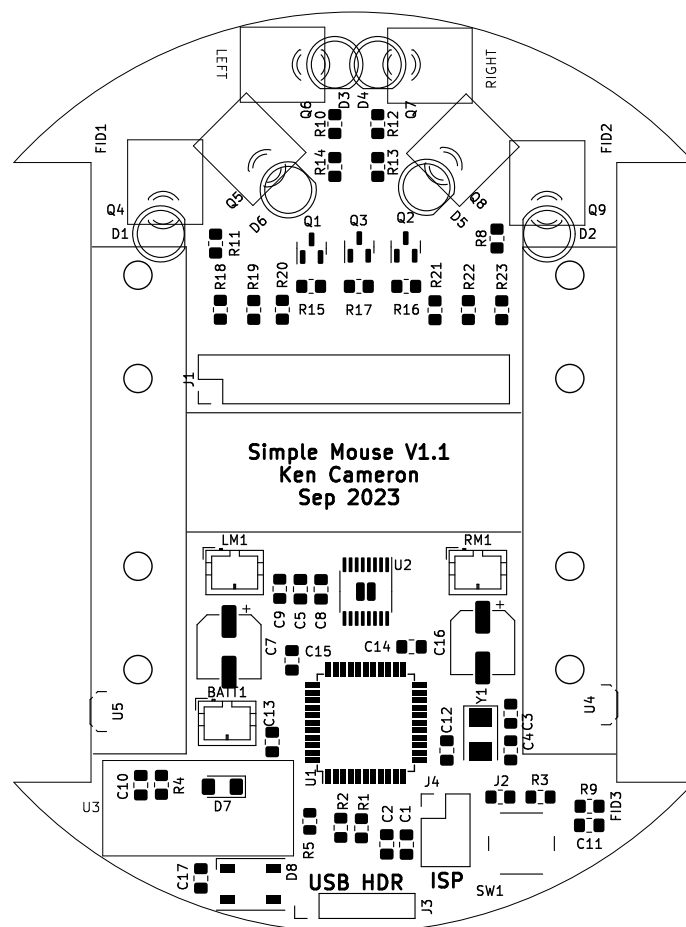 LEFT
RIGHT
Q6
D3
D4
Q7
FID1
R10
R12
FID2
R14
R13
Q5
Q8
Q4
D6
D5
Q9
D1
R11
Q1
Q3
Q2
R8
D2
R18
R19
R20
R15
R17
R16
R21
R22
R23
J1
Simple Mouse V1.1
Ken Cameron
Sep 2023
LM1
RM1
U2
C9
C5
C8
+
+
C7
C15
C14
C16
BATT1
U5
C13
Y1
U4
C12
C3
C4
U1
C10
R4
J4
J2
R3
R9
U3
D7
R5
R2
R1
C2
C1
FID3
C11
C17
D8
USB HDR
ISP
SW1
J3